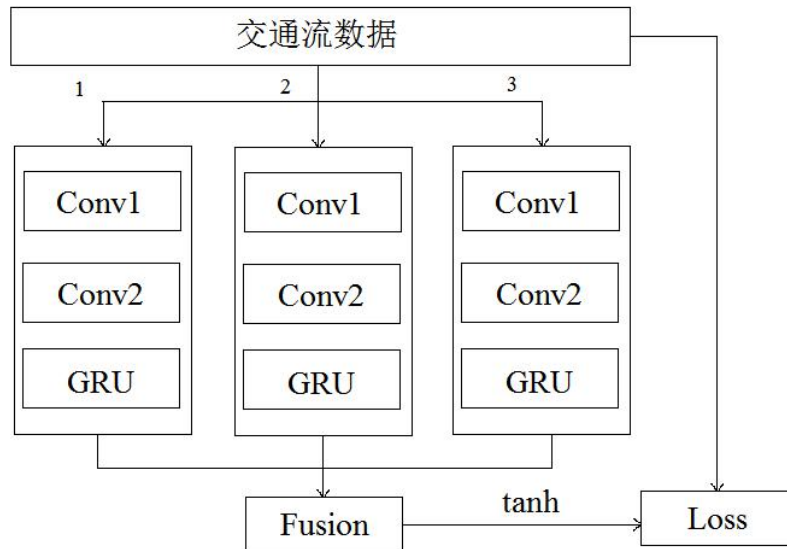 交通流数据
1
2
3
Conv1
Conv1
Conv1
Conv2
Conv2
Conv2
GRU
GRU
GRU
Fusion
tanh
Loss